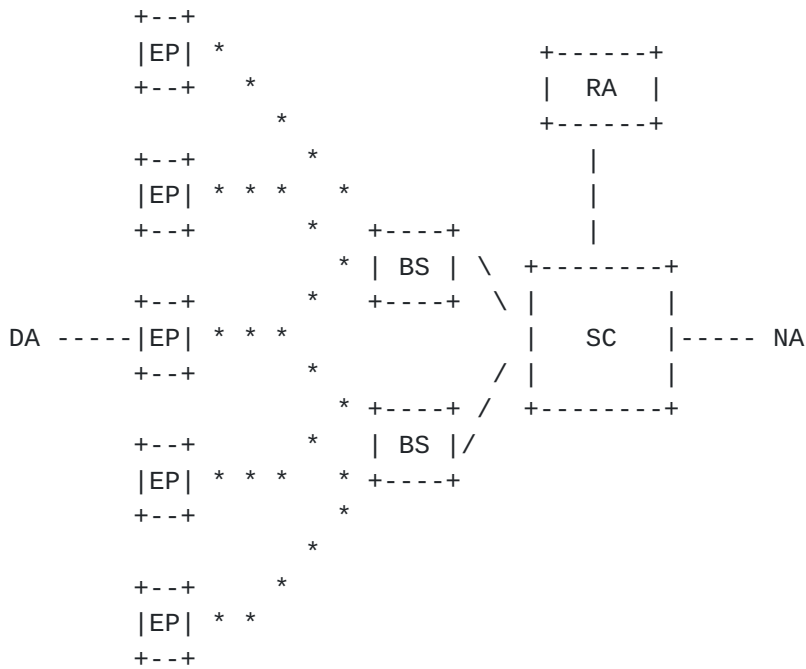 +--+
|EP| *                    +------+
+--+   *                  |  RA  |
         *                +------+
+--+       *                 |
|EP| * * *   *               |
+--+       *   +----+        |
             * | BS | \  +--------+
+--+       *   +----+  \ |        |
DA -----|EP| * * *               |   SC   |----- NA
+--+       *           / |        |
             * +----+ /  +--------+
+--+       *   | BS |/
|EP| * * *   * +----+
+--+         *
           *
+--+     *
|EP| * *
+--+